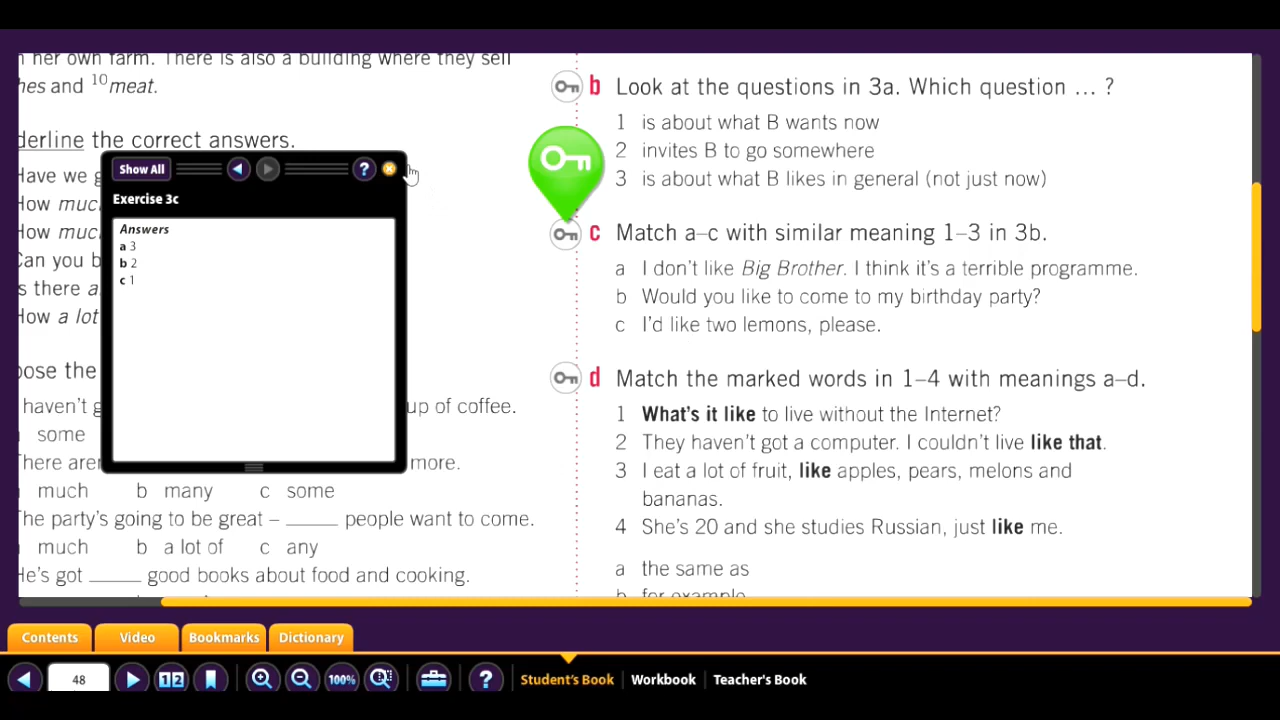 n her own farm. There is also a building where they sell
hes and 10meat.
derline the correct answers.
Have we g
How muc
How muc
Can you b
s there a
How a lot
oose the
haven't g
up of coffee.
some
There aren
more.
much b many c some
The party's going to be great – _____ people want to come.
much b a lot of c any
He's got _____ good books about food and cooking.
Show All
?
Exercise 3c
Answers
a 3
b 2
c 1
b Look at the questions in 3a. Which question … ?
1 is about what B wants now
2 invites B to go somewhere
3 is about what B likes in general (not just now)
c Match a–c with similar meaning 1–3 in 3b.
a I don't like Big Brother. I think it's a terrible programme.
b Would you like to come to my birthday party?
c I'd like two lemons, please.
d Match the marked words in 1–4 with meanings a–d.
1 What's it like to live without the Internet?
2 They haven't got a computer. I couldn't live like that.
3 I eat a lot of fruit, like apples, pears, melons and
bananas.
4 She's 20 and she studies Russian, just like me.
a the same as
b for example
Contents Video Bookmarks Dictionary
48 12 100% ? Student's Book Workbook Teacher's Book